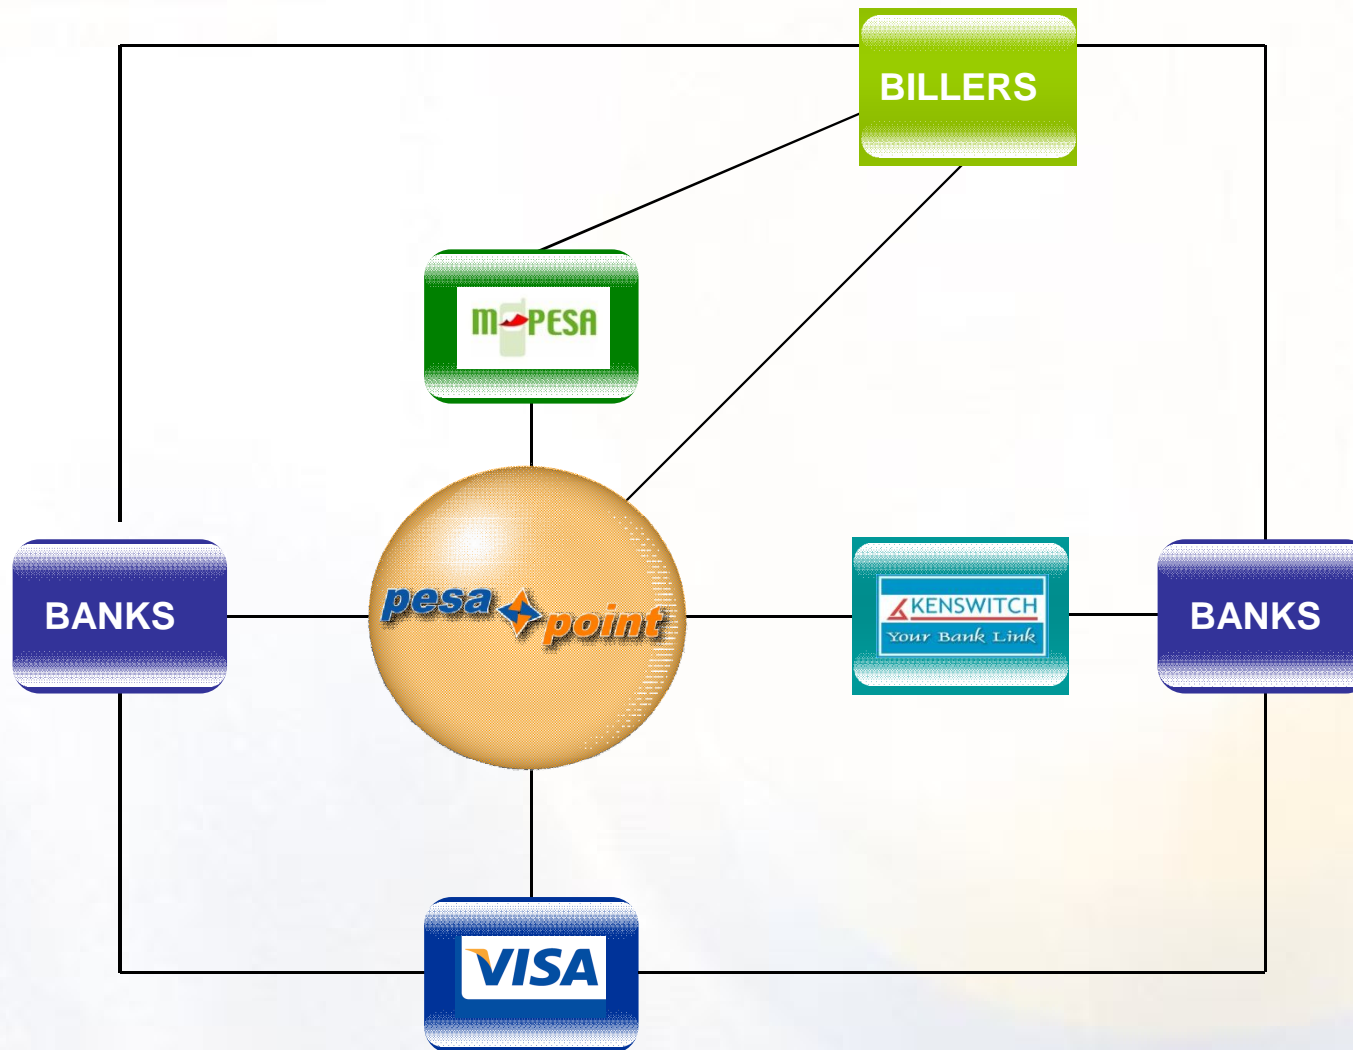 BILLERS
M-PESA
BANKS
pesa point
KENSWITCH
Your Bank Link
BANKS
VISA